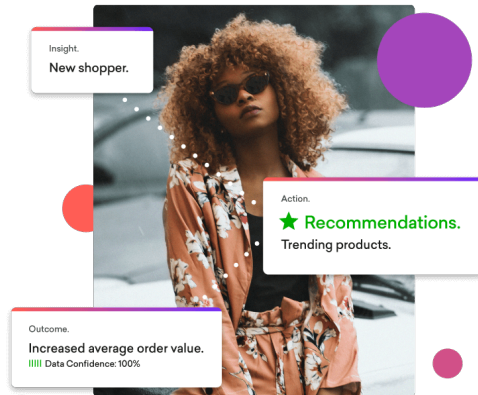 Insight.
New shopper.
Action.
Recommendations.
Trending products.
Outcome.
Increased average order value.
Data Confidence: 100%